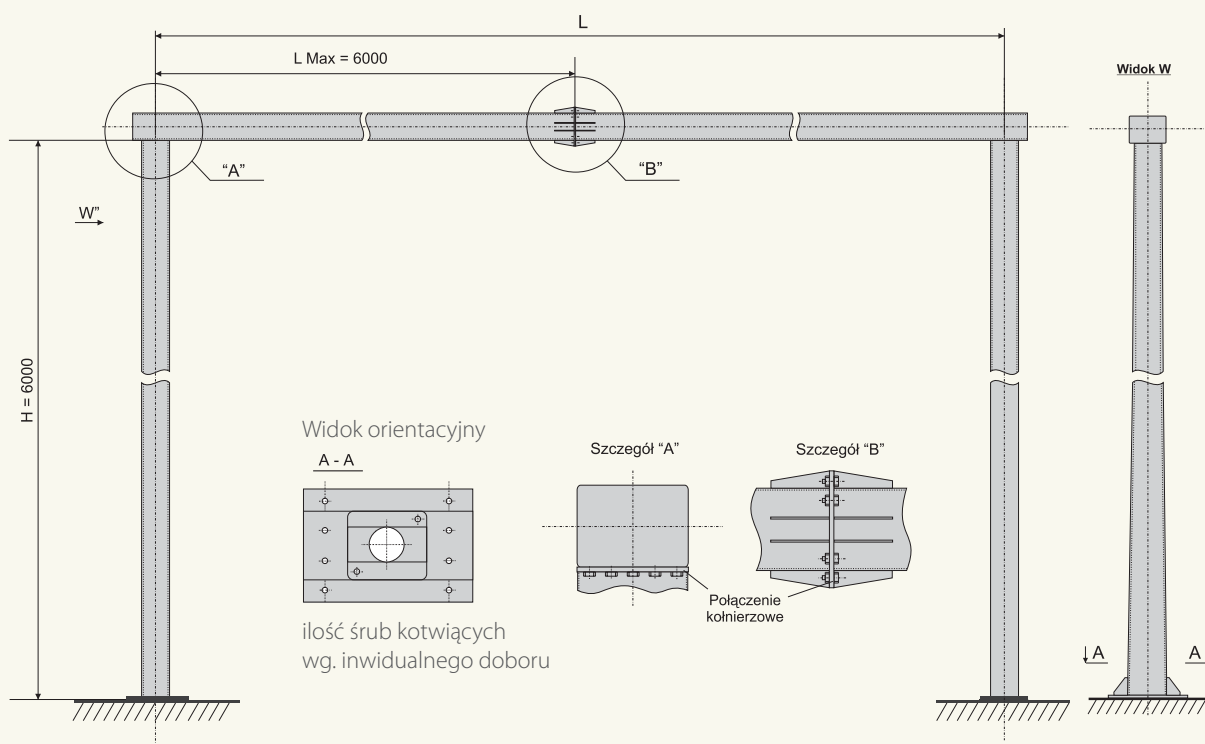 L
L Max = 6000
Widok W
“A”
“B”
W”
H = 6000
Widok orientacyjny
A - A
Szczegół “A”
Szczegół “B”
Połączenie
kołnierzowe
ilość śrub kotwiących
wg. inwidualnego doboru
A
A